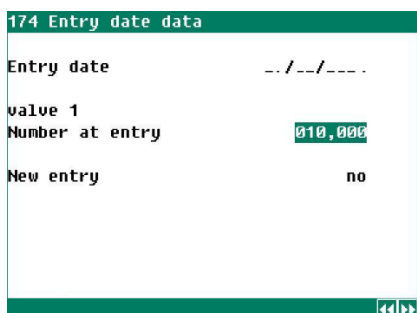 174 Entry date data
Entry date _./__/___.
valve 1
Number at entry 010,000
New entry no